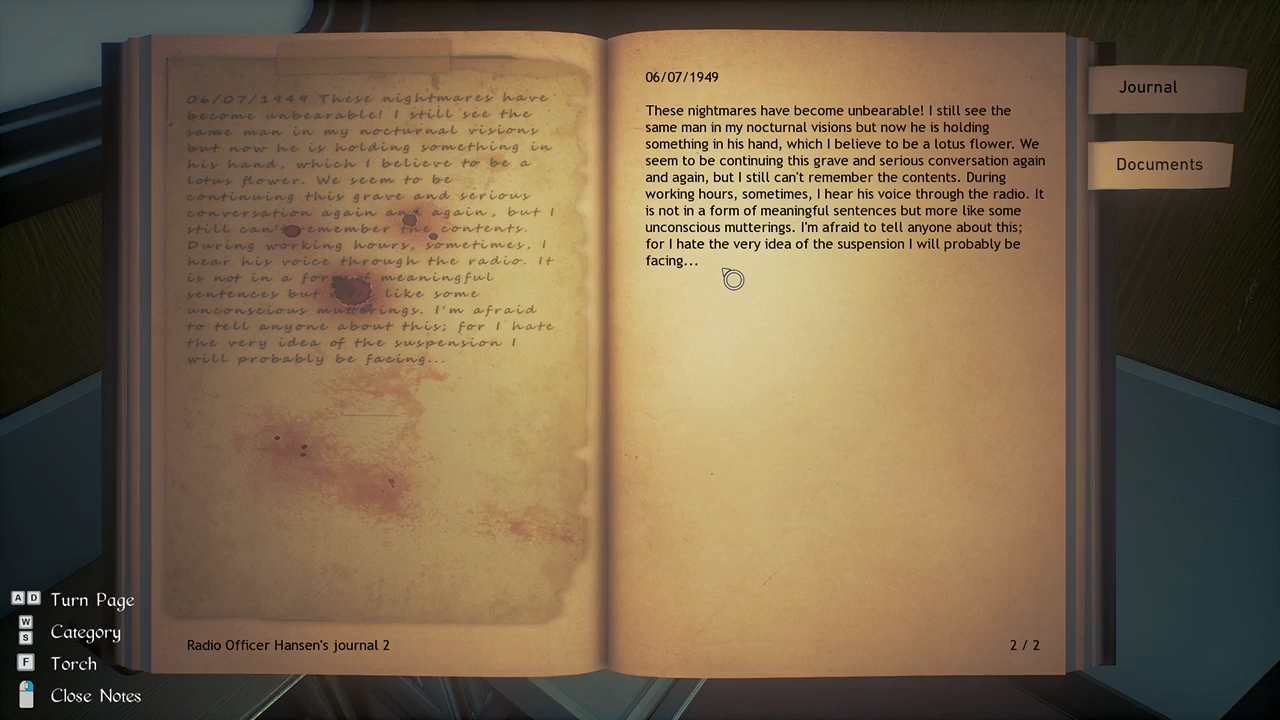 06/07/1949 These nightmares have
become unbearable! I still see the
same man in my nocturnal visions
but now he is holding something in
his hand, which I believe to be a
lotus flower. We seem to be
continuing this grave and serious
conversation again and again, but I
still can't remember the contents.
During working hours, sometimes, I
hear his voice through the radio. It
is not in a form of meaningful
sentences but more like some
unconscious mutterings. I'm afraid
to tell anyone about this; for I hate
the very idea of the suspension I
will probably be facing...
Radio Officer Hansen's journal 2
06/07/1949
These nightmares have become unbearable! I still see the
same man in my nocturnal visions but now he is holding
something in his hand, which I believe to be a lotus flower. We
seem to be continuing this grave and serious conversation again
and again, but I still can't remember the contents. During
working hours, sometimes, I hear his voice through the radio. It
is not in a form of meaningful sentences but more like some
unconscious mutterings. I'm afraid to tell anyone about this;
for I hate the very idea of the suspension I will probably be
facing...
2 / 2
Journal
Documents
A D Turn Page
W
S Category
F Torch
Close Notes